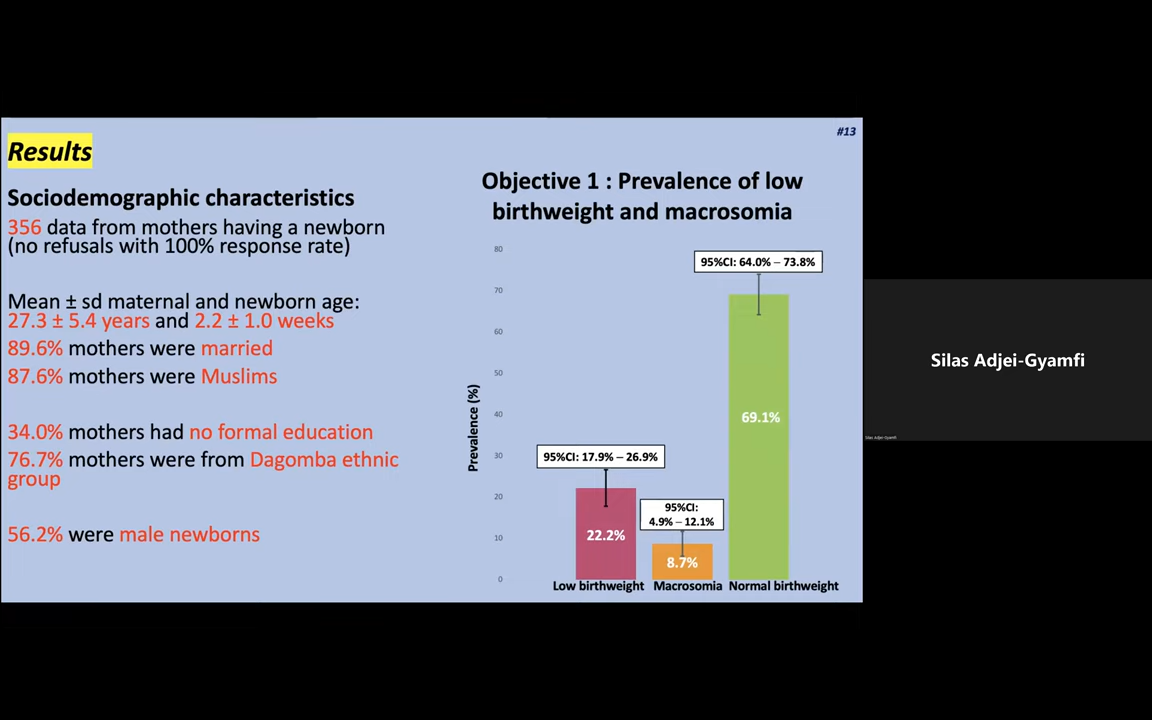 #13
Results
Sociodemographic characteristics
356 data from mothers having a newborn
(no refusals with 100% response rate)
Mean ± sd maternal and newborn age:
27.3 ± 5.4 years and 2.2 ± 1.0 weeks
89.6% mothers were married
87.6% mothers were Muslims
34.0% mothers had no formal education
76.7% mothers were from Dagomba ethnic
group
56.2% were male newborns
Objective 1 : Prevalence of low
birthweight and macrosomia
Prevalence (%)
80
70
60
50
40
30
20
10
0
95%CI: 17.9% – 26.9%
22.2%
95%CI:
4.9% – 12.1%
8.7%
95%CI: 64.0% – 73.8%
69.1%
Low birthweight
Macrosomia
Normal birthweight
Silas Adjei-Gyamfi
Silas Adjei-Gyamfi